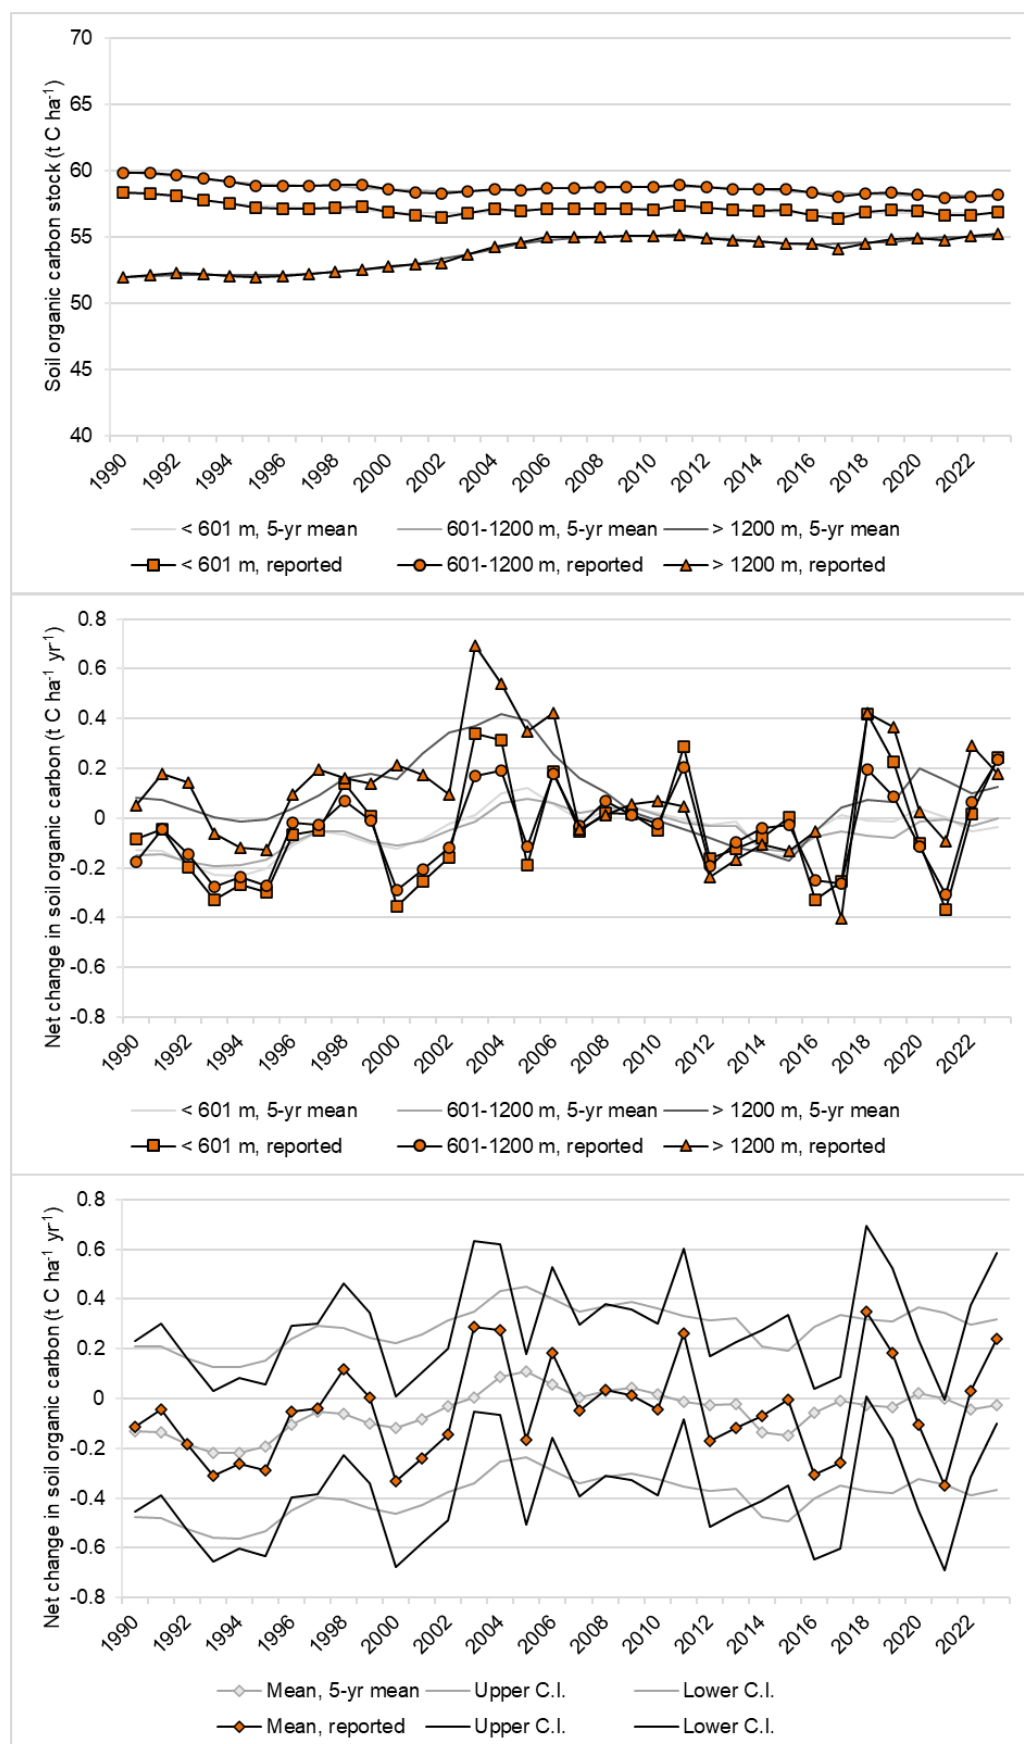 Soil organic carbon stock (t C ha⁻¹)
70
65
60
55
50
45
40
1990 1992 1994 1996 1998 2000 2002 2004 2006 2008 2010 2012 2014 2016 2018 2020 2022
< 601 m, 5-yr mean 601-1200 m, 5-yr mean > 1200 m, 5-yr mean
< 601 m, reported 601-1200 m, reported > 1200 m, reported
Net change in soil organic carbon (t C ha⁻¹ yr⁻¹)
0.8
0.6
0.4
0.2
0
-0.2
-0.4
-0.6
-0.8
1990 1992 1994 1996 1998 2000 2002 2004 2006 2008 2010 2012 2014 2016 2018 2020 2022
< 601 m, 5-yr mean 601-1200 m, 5-yr mean > 1200 m, 5-yr mean
< 601 m, reported 601-1200 m, reported > 1200 m, reported
Net change in soil organic carbon (t C ha⁻¹ yr⁻¹)
0.8
0.6
0.4
0.2
0
-0.2
-0.4
-0.6
-0.8
1990 1992 1994 1996 1998 2000 2002 2004 2006 2008 2010 2012 2014 2016 2018 2020 2022
Mean, 5-yr mean Upper C.I. Lower C.I.
Mean, reported Upper C.I. Lower C.I.